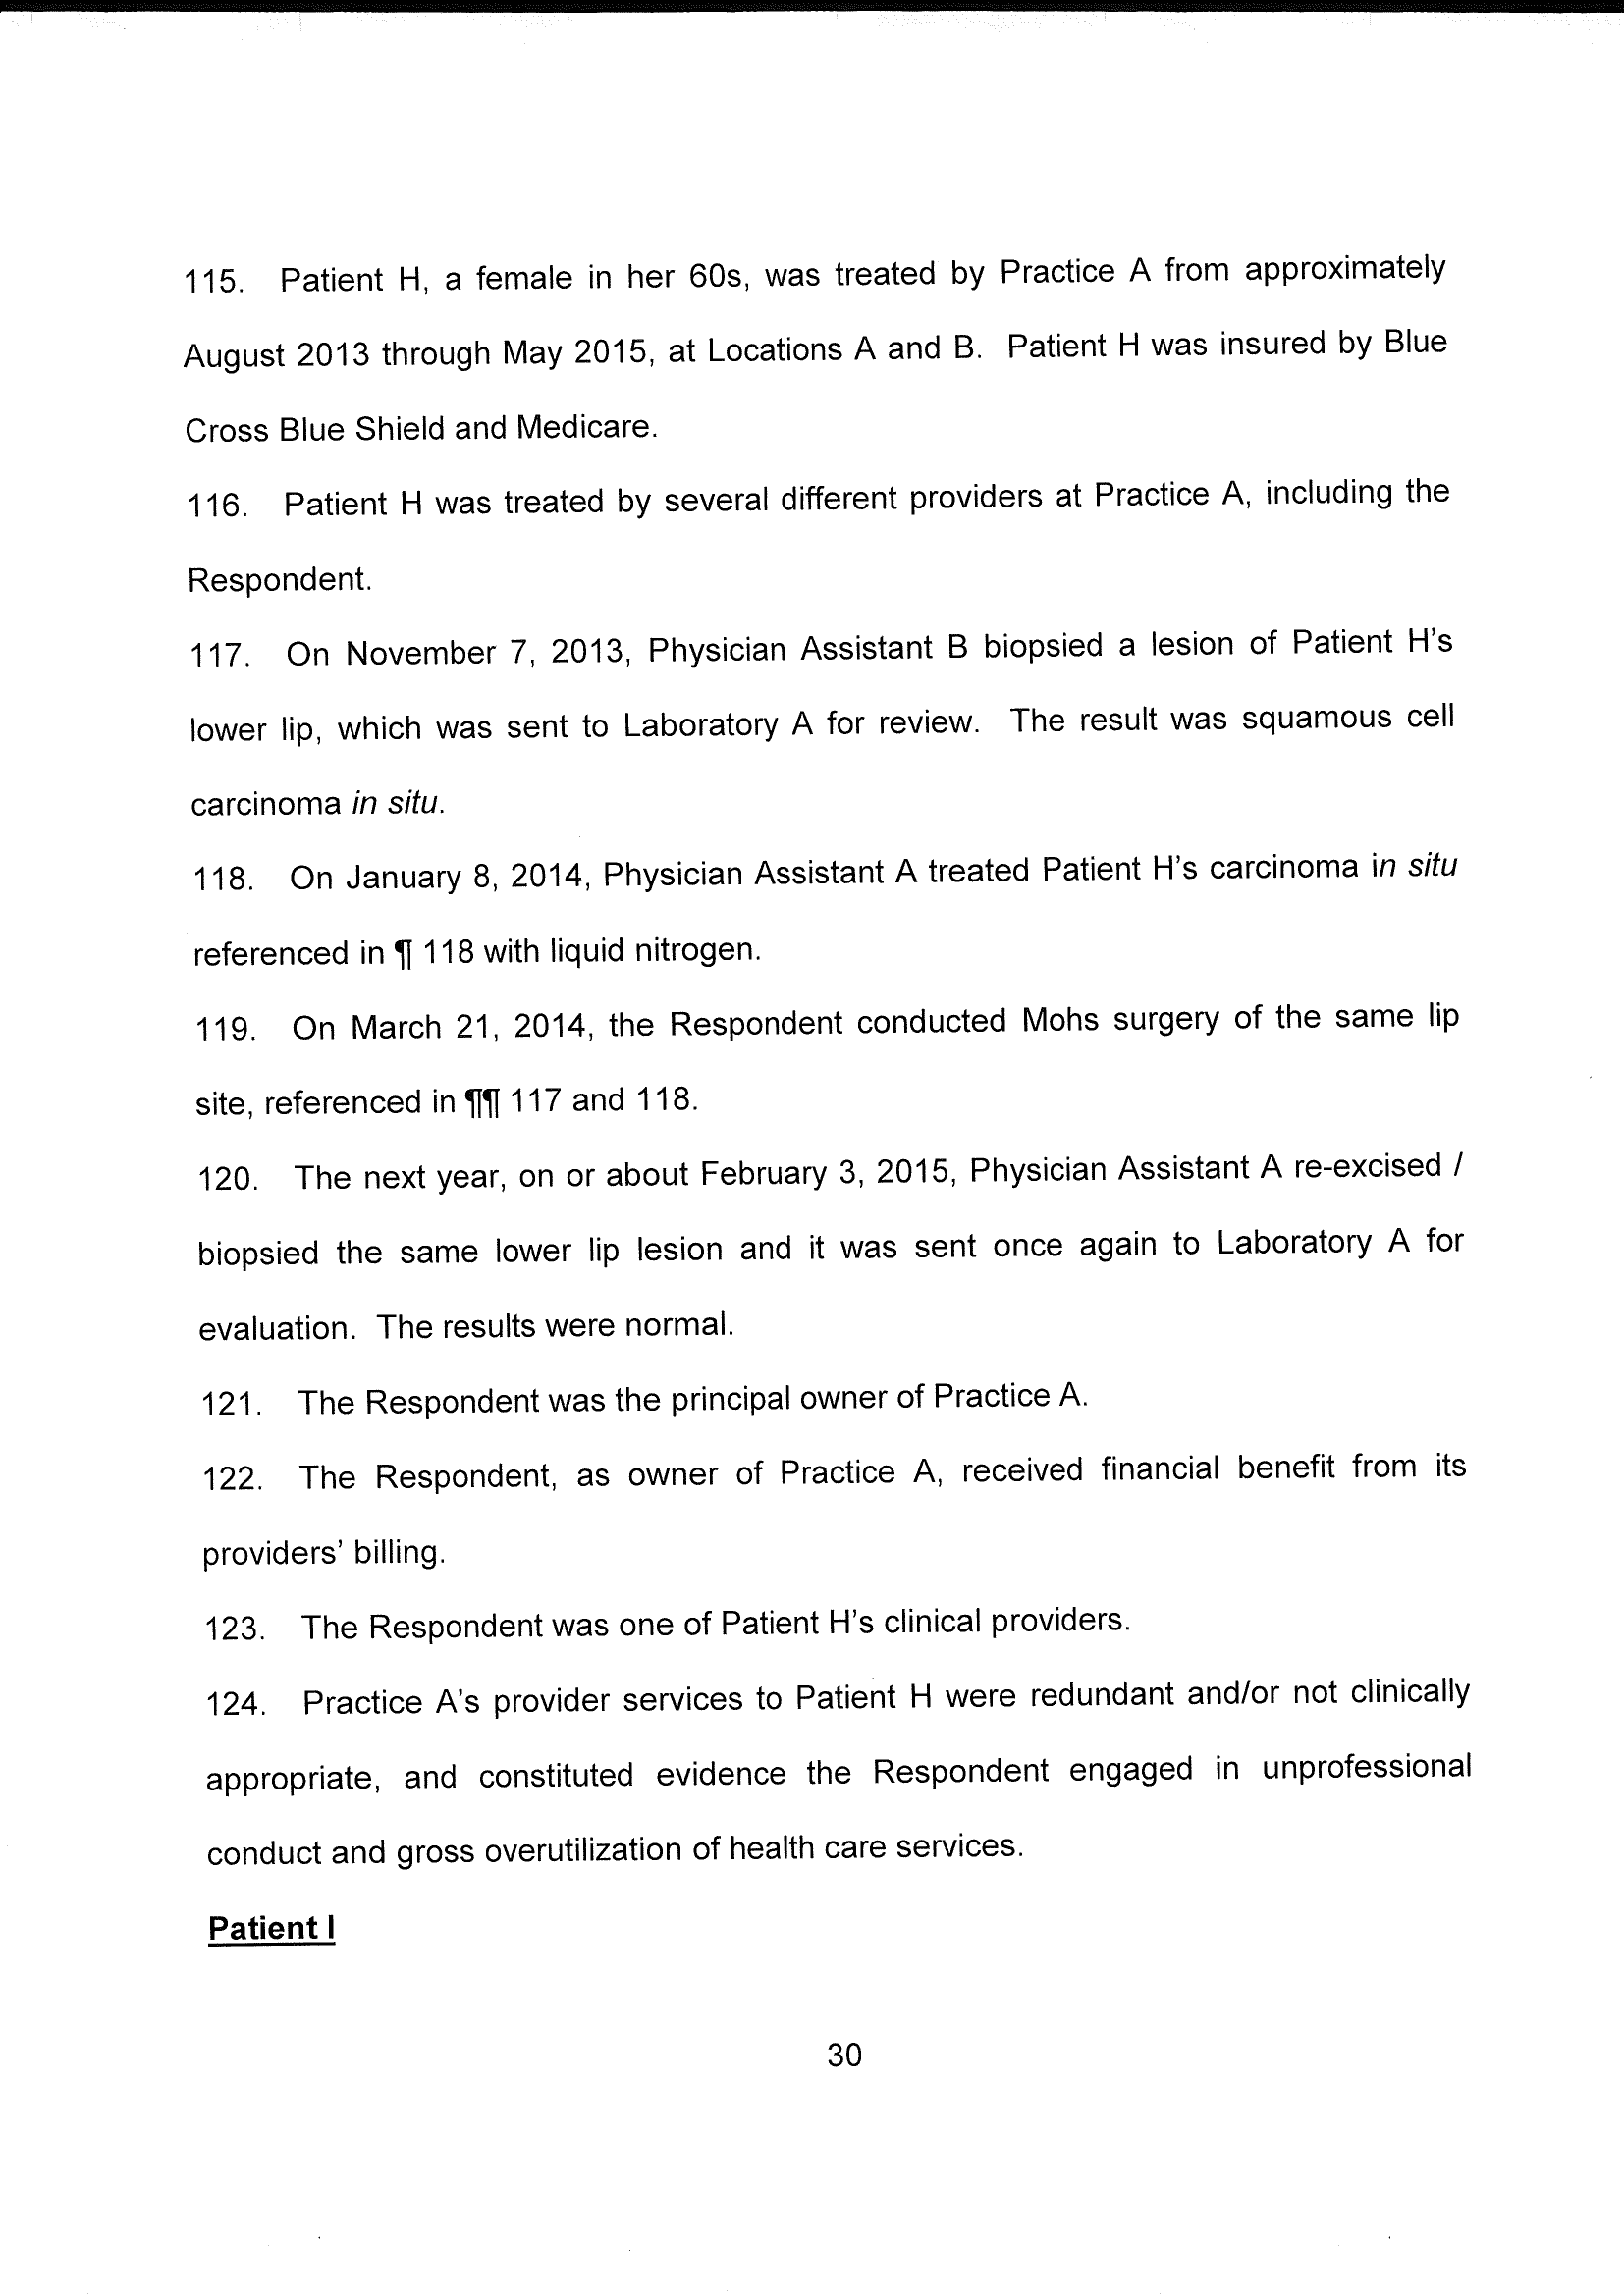 115. Patient H, a female in her 60s, was treated by Practice A from approximately
August 2013 through May 2015, at Locations A and B. Patient H was insured by Blue
Cross Blue Shield and Medicare.
116. Patient H was treated by several different providers at Practice A, including the
Respondent.
117. On November 7, 2013, Physician Assistant B biopsied a lesion of Patient H's
lower lip, which was sent to Laboratory A for review. The result was squamous cell
carcinoma in situ.
118. On January 8, 2014, Physician Assistant A treated Patient H's carcinoma in situ
referenced in ¶ 118 with liquid nitrogen.
119. On March 21, 2014, the Respondent conducted Mohs surgery of the same lip
site, referenced in ¶¶ 117 and 118.
120. The next year, on or about February 3, 2015, Physician Assistant A re-excised /
biopsied the same lower lip lesion and it was sent once again to Laboratory A for
evaluation. The results were normal.
121. The Respondent was the principal owner of Practice A.
122. The Respondent, as owner of Practice A, received financial benefit from its
providers' billing.
123. The Respondent was one of Patient H's clinical providers.
124. Practice A's provider services to Patient H were redundant and/or not clinically
appropriate, and constituted evidence the Respondent engaged in unprofessional
conduct and gross overutilization of health care services.
Patient I
30